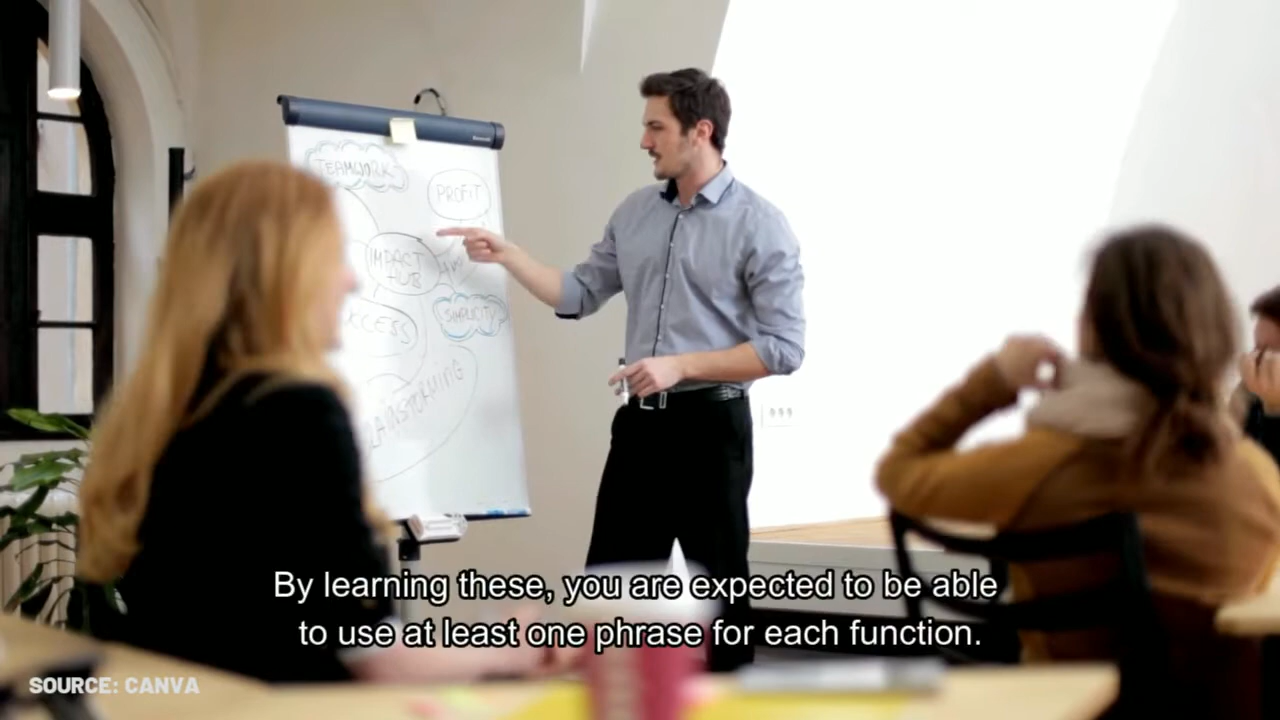 TEAMWORK
PROFIT
IMPACT
HUB
SIMPLICITY
By learning these, you are expected to be able
to use at least one phrase for each function.
SOURCE: CANVA